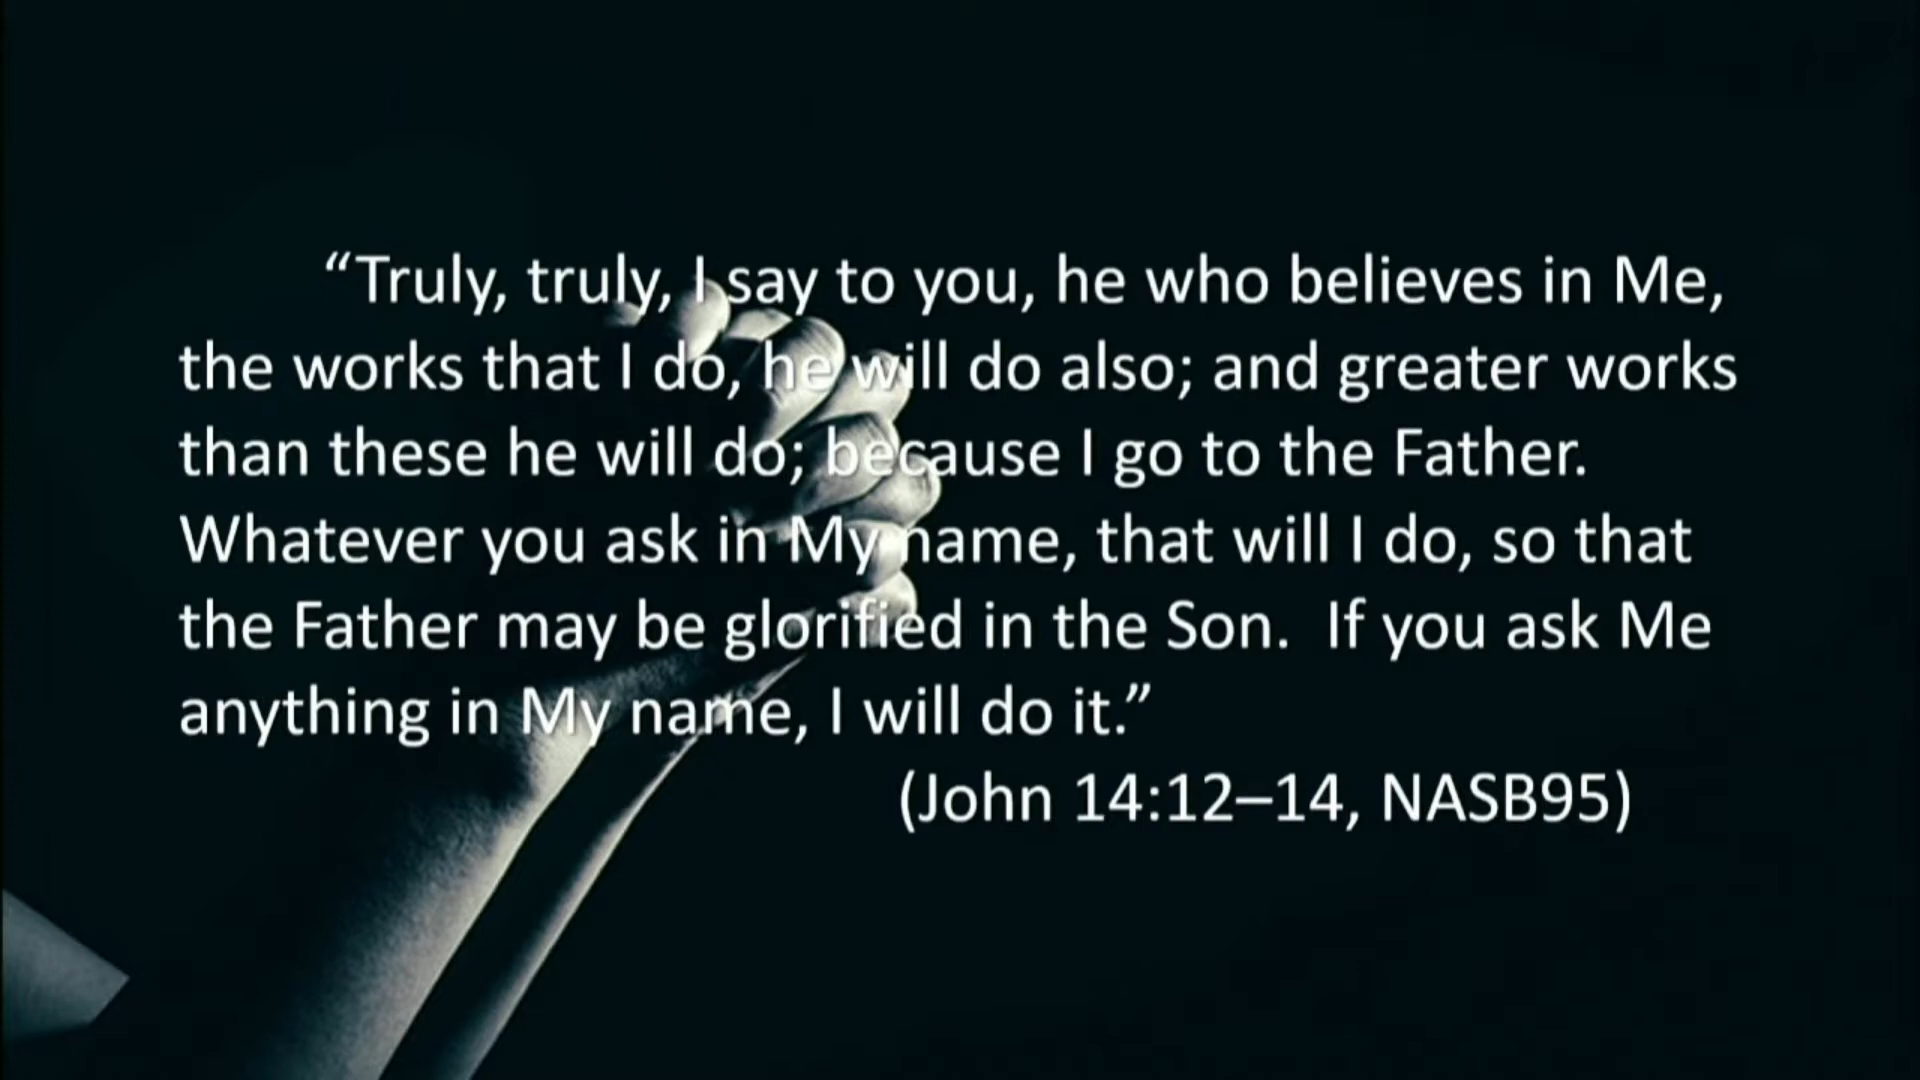 “Truly, truly, I say to you, he who believes in Me,
the works that I do, he will do also; and greater works
than these he will do; because I go to the Father.
Whatever you ask in My name, that will I do, so that
the Father may be glorified in the Son.  If you ask Me
anything in My name, I will do it.”
(John 14:12–14, NASB95)